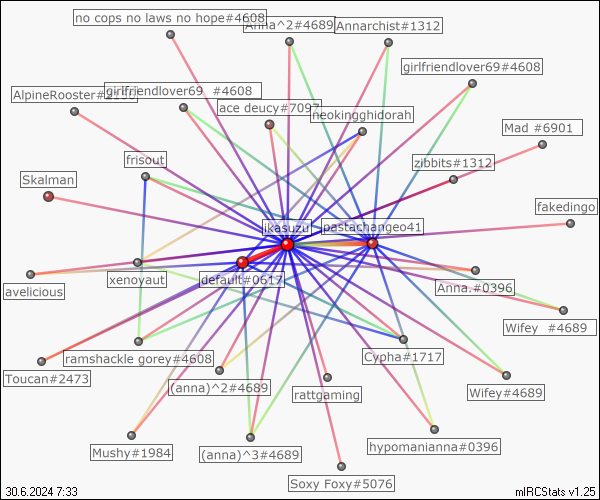 no cops no laws no hope#4608
Anna^2#4689
Annarchist#1312
girlfriendlover69#4608
AlpineRooster#2130
girlfriendlover69 #4608
ace deucy#7097
neokingghidorah
Mad #6901
frisout
zibbits#1312
Skalman
fakedingo
ikasuzu
pastachangeo41
avelicious
xenoyaut
default#0617
Anna.#0396
Wifey #4689
ramshackle gorey#4608
Cypha#1717
Toucan#2473
(anna)^2#4689
rattgaming
Wifey#4689
Mushy#1984
(anna)^3#4689
hypomanianna#0396
Soxy Foxy#5076
30.6.2024 7:33
mIRCStats v1.25